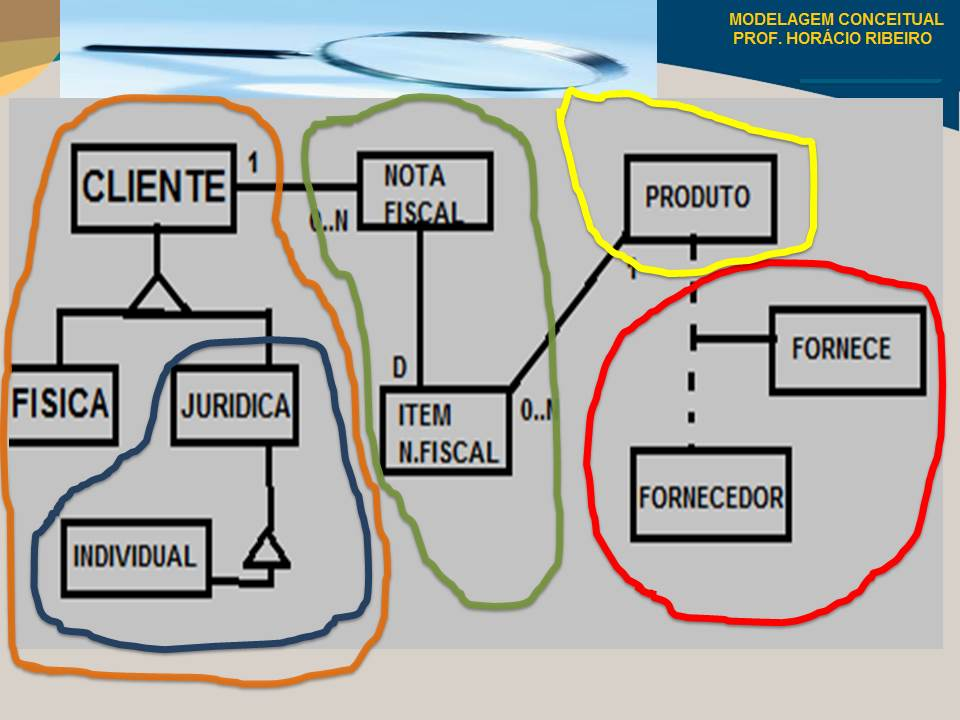 MODELAGEM CONCEITUAL
PROF. HORÁCIO RIBEIRO
CLIENTE
1
0..N
NOTA
FISCAL
PRODUTO
1
FISICA
JURIDICA
D
ITEM
N.FISCAL
0..N
FORNECE
FORNECEDOR
INDIVIDUAL